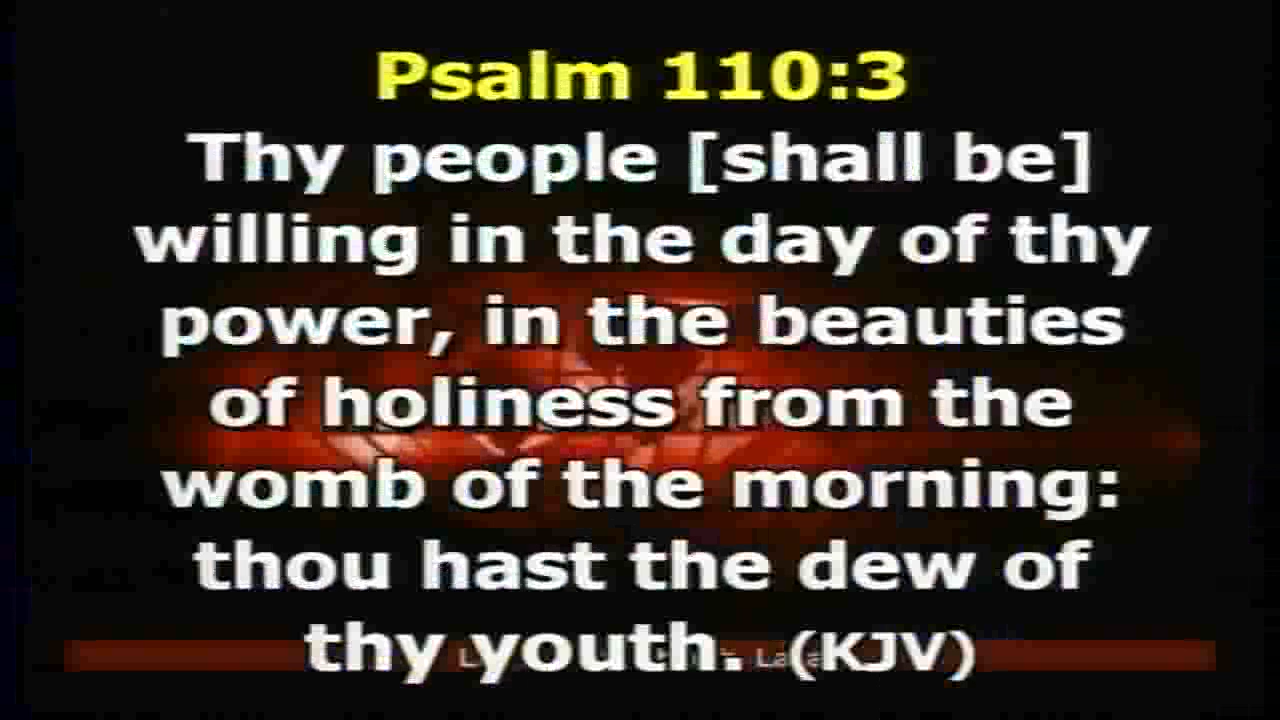 Psalm 110:3
Thy people [shall be]
willing in the day of thy
power, in the beauties
of holiness from the
womb of the morning:
thou hast the dew of
thy youth. (KJV)